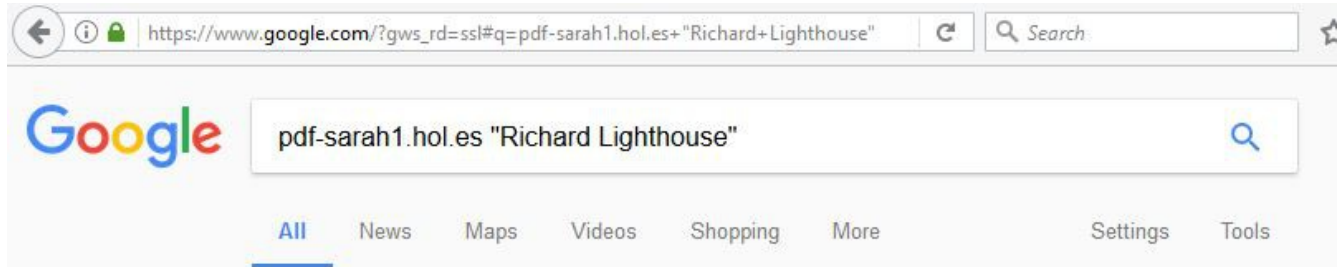 https://www.google.com/?gws_rd=ssl#q=pdf-sarah1.hol.es+"Richard+Lighthouse" Search
Google pdf-sarah1.hol.es "Richard Lighthouse"
All News Maps Videos Shopping More Settings Tools